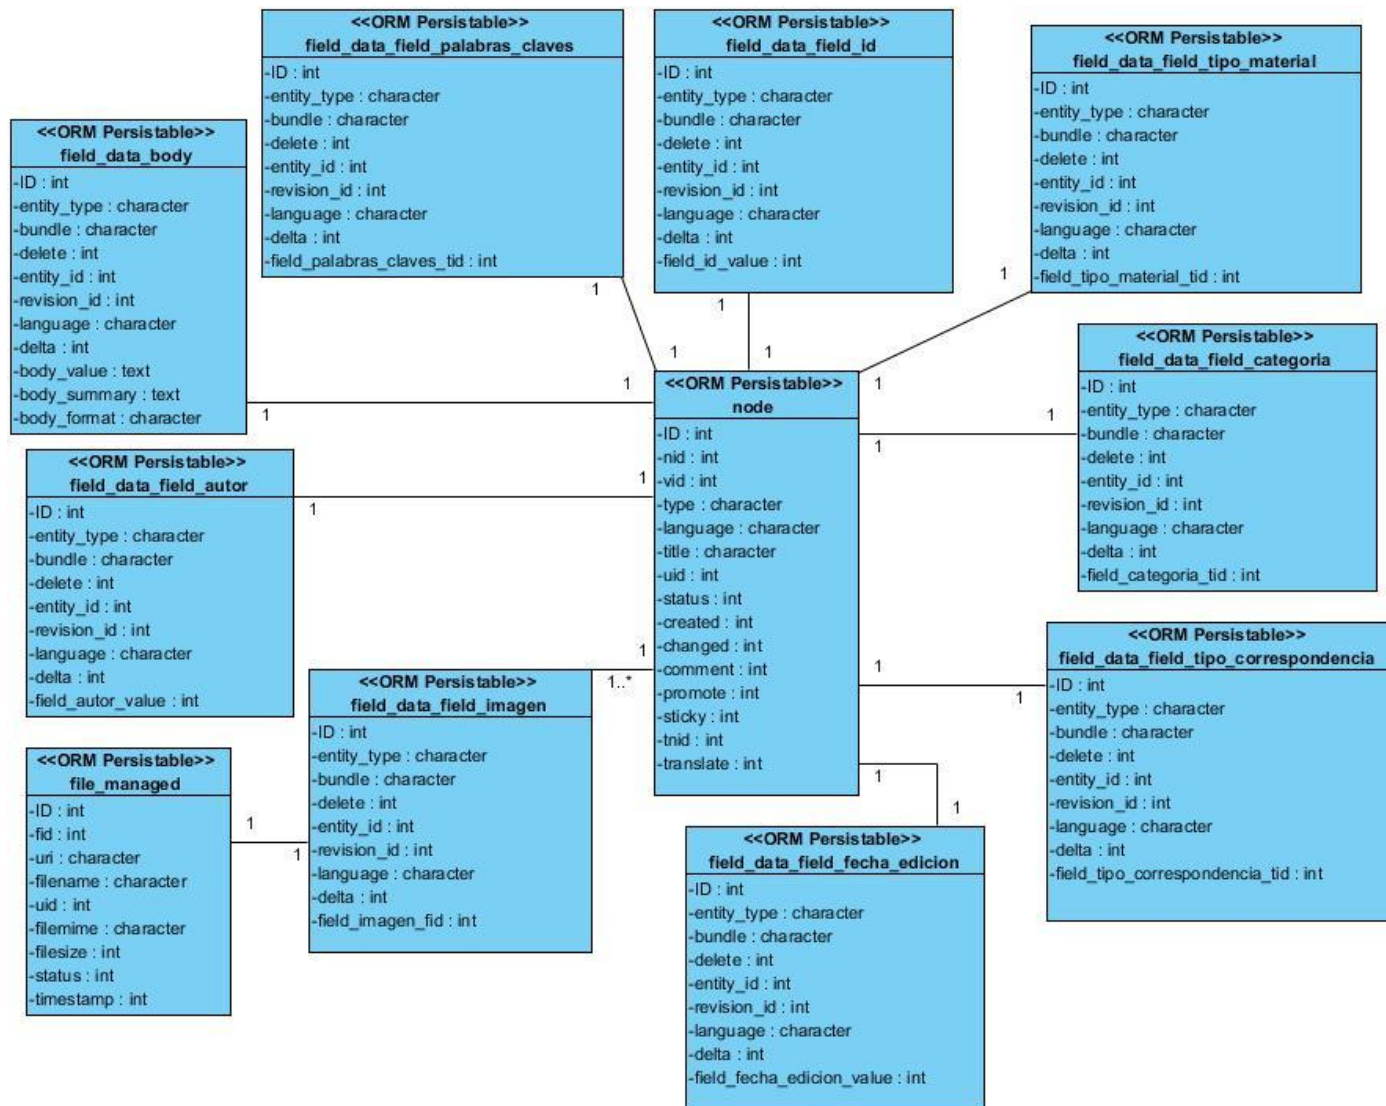 <<ORM Persistable>>
field_data_field_palabras_claves
-ID : int
-entity_type : character
-bundle : character
-delete : int
-entity_id : int
-revision_id : int
-language : character
-delta : int
-field_palabras_claves_tid : int
1
1
<<ORM Persistable>>
field_data_field_id
-ID : int
-entity_type : character
-bundle : character
-delete : int
-entity_id : int
-revision_id : int
-language : character
-delta : int
-field_id_value : int
1
1
<<ORM Persistable>>
field_data_field_tipo_material
-ID : int
-entity_type : character
-bundle : character
-delete : int
-entity_id : int
-revision_id : int
-language : character
-delta : int
-field_tipo_material_tid : int
1
1
<<ORM Persistable>>
field_data_body
-ID : int
-entity_type : character
-bundle : character
-delete : int
-entity_id : int
-revision_id : int
-language : character
-delta : int
-body_value : text
-body_summary : text
-body_format : character
1
1
<<ORM Persistable>>
node
-ID : int
-nid : int
-vid : int
-type : character
-language : character
-title : character
-uid : int
-status : int
-created : int
-changed : int
-comment : int
-promote : int
-sticky : int
-tnid : int
-translate : int
<<ORM Persistable>>
field_data_field_categoria
-ID : int
-entity_type : character
-bundle : character
-delete : int
-entity_id : int
-revision_id : int
-language : character
-delta : int
-field_categoria_tid : int
1
1
<<ORM Persistable>>
field_data_field_autor
-ID : int
-entity_type : character
-bundle : character
-delete : int
-entity_id : int
-revision_id : int
-language : character
-delta : int
-field_autor_value : int
1
1
<<ORM Persistable>>
field_data_field_imagen
-ID : int
-entity_type : character
-bundle : character
-delete : int
-entity_id : int
-revision_id : int
-language : character
-delta : int
-field_imagen_fid : int
1
1..*
<<ORM Persistable>>
field_data_field_tipo_correspondencia
-ID : int
-entity_type : character
-bundle : character
-delete : int
-entity_id : int
-revision_id : int
-language : character
-delta : int
-field_tipo_correspondencia_tid : int
1
1
<<ORM Persistable>>
file_managed
-ID : int
-fid : int
-uri : character
-filename : character
-uid : int
-filemime : character
-filesize : int
-status : int
-timestamp : int
1
1
<<ORM Persistable>>
field_data_field_fecha_edicion
-ID : int
-entity_type : character
-bundle : character
-delete : int
-entity_id : int
-revision_id : int
-language : character
-delta : int
-field_fecha_edicion_value : int
1
1